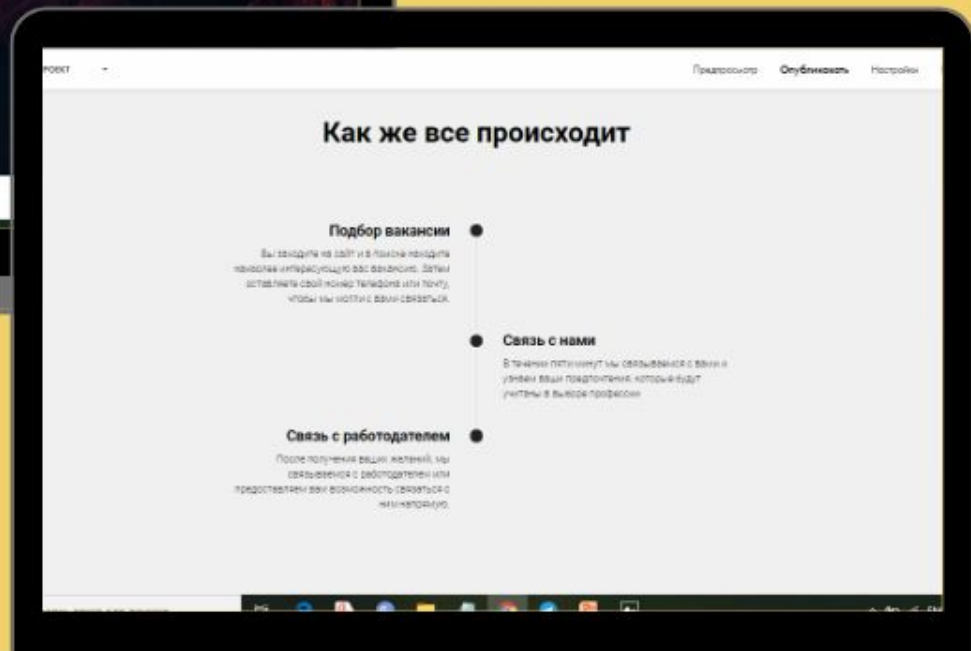 Предпросмотр Опубликовать Настройки
Как же все происходит
Подбор вакансии
Вы заходите на сайт и в поиске находите
наиболее интересующую вас вакансию. Затем
оставляете свой номер телефона или почту,
чтобы мы могли с вами связаться.
Связь с нами
В течении пяти минут мы связываемся с вами и
узнаем ваши предпочтения, которые будут
учитаны в выборе профессии
Связь с работодателем
После получения ваших желаний, мы
связываемся с работодателем или
предоставляем вам возможность связаться с
ним напрямую.